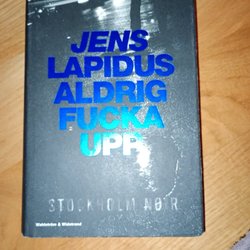 JENS
LAPIDUS
ALDRIG
FUCKA
UPP
STOCKHOLM NOIR
Wahlström & Widstrand